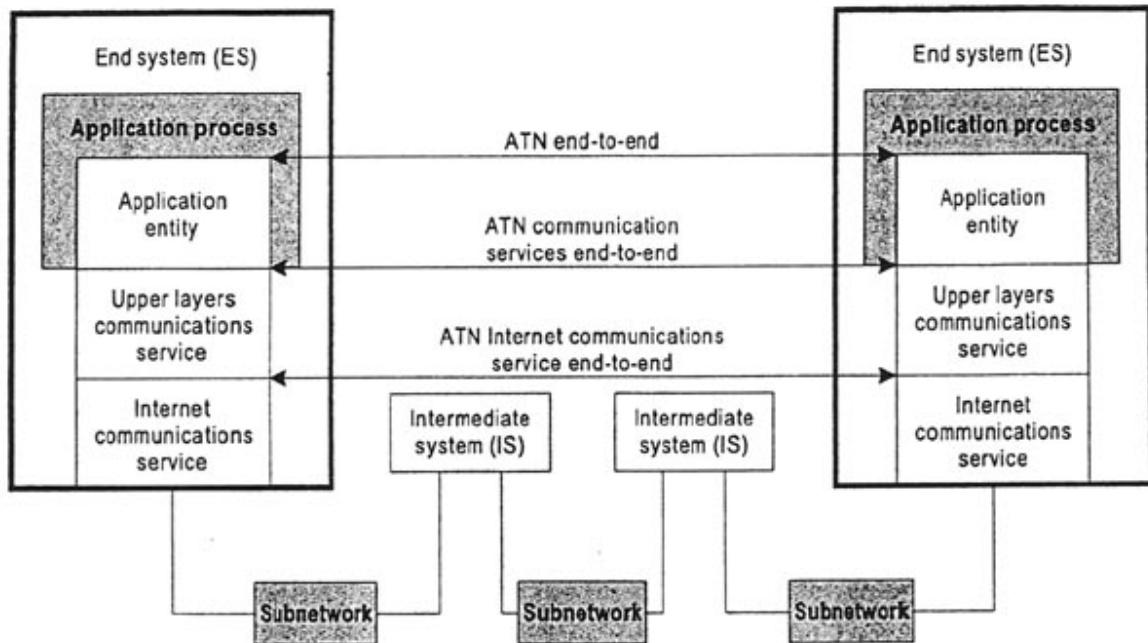 End system (ES)
End system (ES)
Application process
Application process
ATN end-to-end
Application
entity
Application
entity
ATN communication
services end-to-end
Upper layers
communications
service
Upper layers
communications
service
ATN Internet communications
service end-to-end
Internet
communications
service
Intermediate
system (IS)
Intermediate
system (IS)
Internet
communications
service
Subnetwork
Subnetwork
Subnetwork